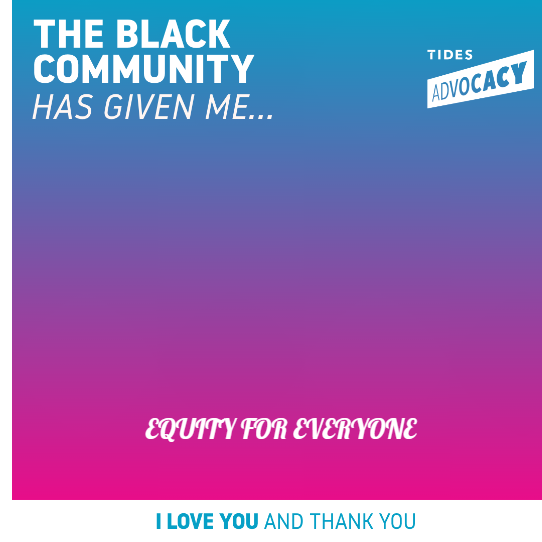 THE BLACK
COMMUNITY
HAS GIVEN ME...
TIDES
ADVOCACY
EQUITY FOR EVERYONE
I LOVE YOU AND THANK YOU